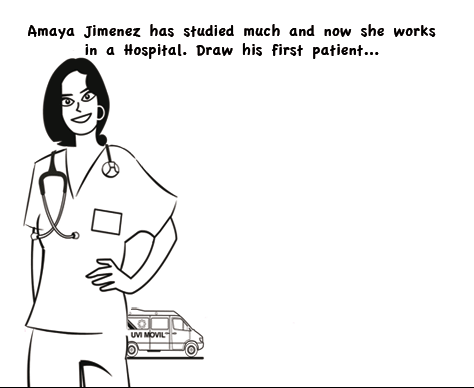 Amaya Jimenez has studied much and now she works
in a Hospital. Draw his first patient...
UVI MOVIL